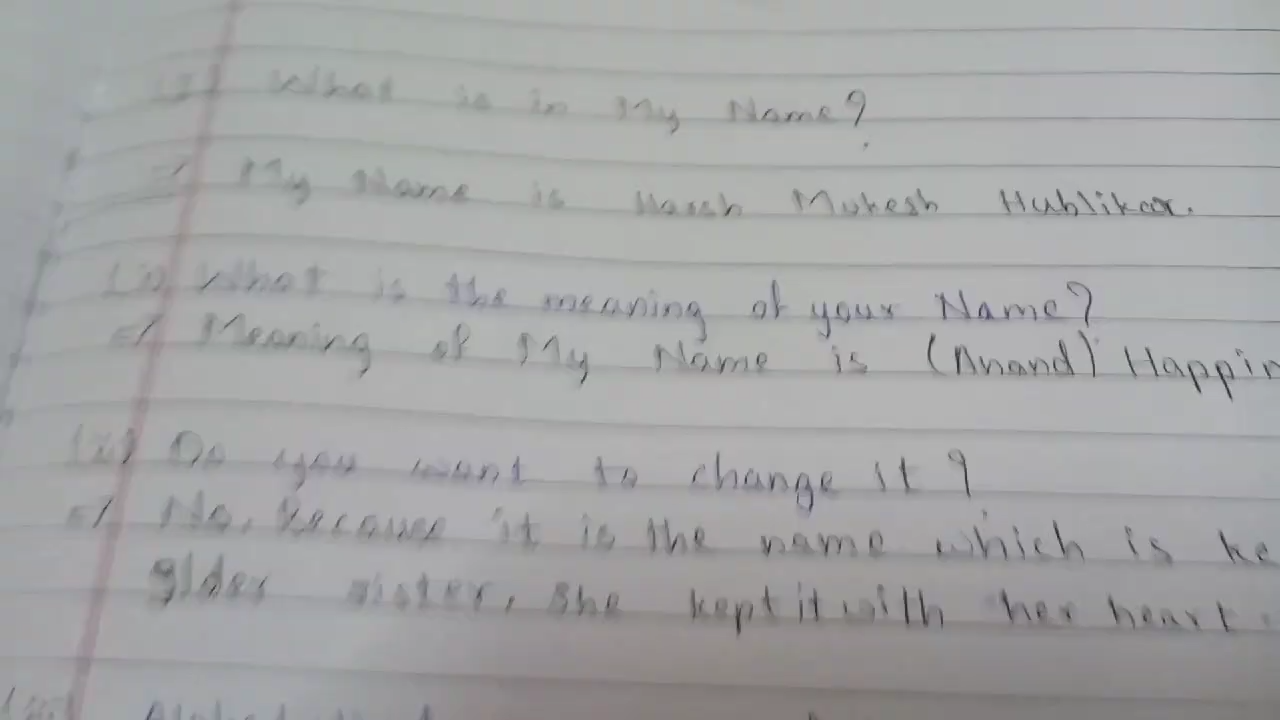 What is in My Name?
=> My Name is Harsh Mukesh Hublikar.
(i) What is the meaning of your Name?
=> Meaning of My Name is (Anand) Happin
(ii) Do you want to change it?
=> No, because it is the name which is ke
elder sister, She kept it with her heart.